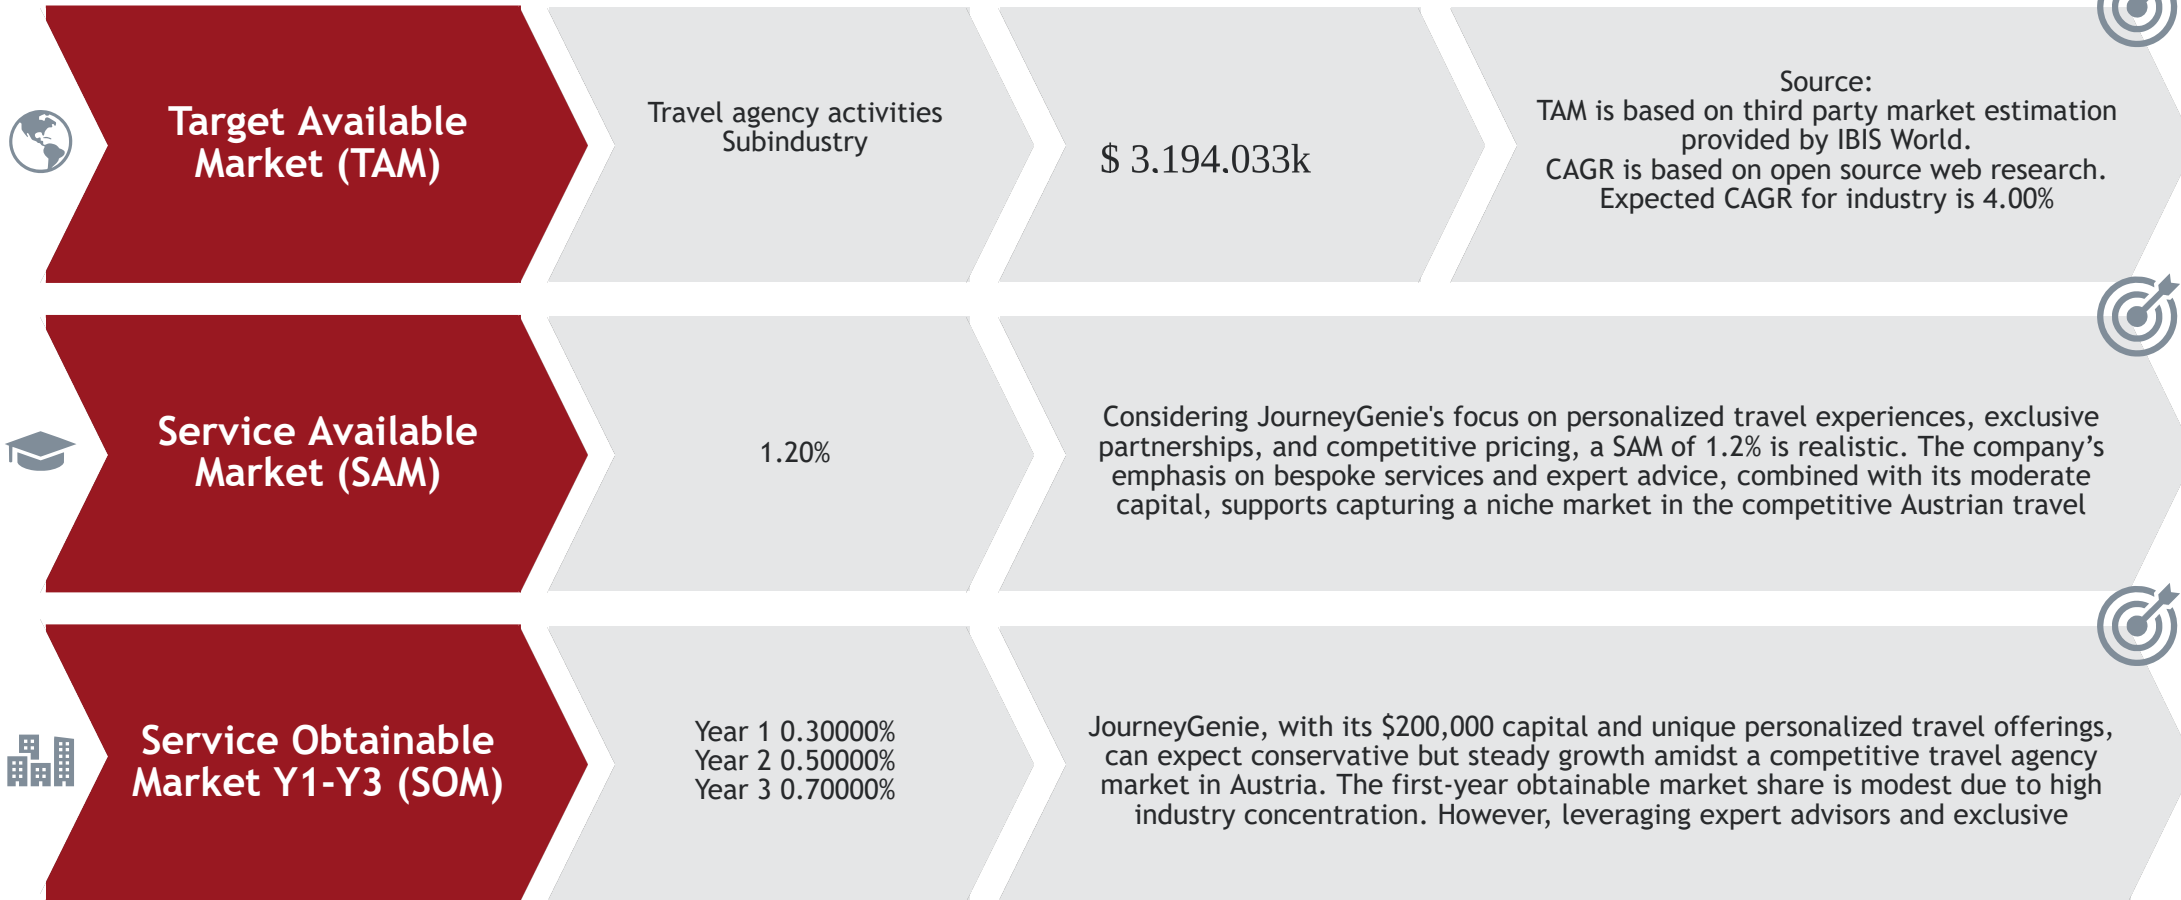 Target Available
Market (TAM)
Travel agency activities
Subindustry
$ 3.194.033k
Source:
TAM is based on third party market estimation
provided by IBIS World.
CAGR is based on open source web research.
Expected CAGR for industry is 4.00%
Service Available
Market (SAM)
1.20%
Considering JourneyGenie's focus on personalized travel experiences, exclusive
partnerships, and competitive pricing, a SAM of 1.2% is realistic. The company’s
emphasis on bespoke services and expert advice, combined with its moderate
capital, supports capturing a niche market in the competitive Austrian travel
Service Obtainable
Market Y1-Y3 (SOM)
Year 1 0.30000%
Year 2 0.50000%
Year 3 0.70000%
JourneyGenie, with its $200,000 capital and unique personalized travel offerings,
can expect conservative but steady growth amidst a competitive travel agency
market in Austria. The first-year obtainable market share is modest due to high
industry concentration. However, leveraging expert advisors and exclusive